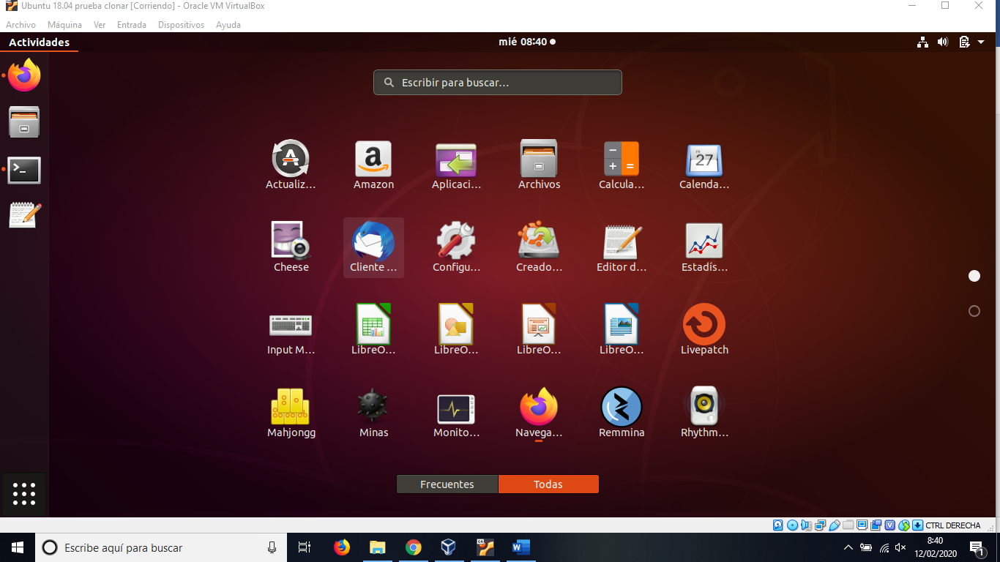 Ubuntu 18.04 prueba clonar [Corriendo] - Oracle VM VirtualBox
Archivo Máquina Ver Entrada Dispositivos Ayuda
Actividades mié 08:40
Escribir para buscar...
Actualiz... Amazon Aplicaci... Archivos Calcula... Calenda...
Cheese Cliente ... Configu... Creado... Editor d... Estadís...
Input M... LibreO... LibreO... LibreO... LibreO... Livepatch
Mahjongg Minas Monito... Navega... Remmina Rhythm...
Frecuentes Todas
CTRL DERECHA
Escribe aquí para buscar
8:40
12/02/2020
1